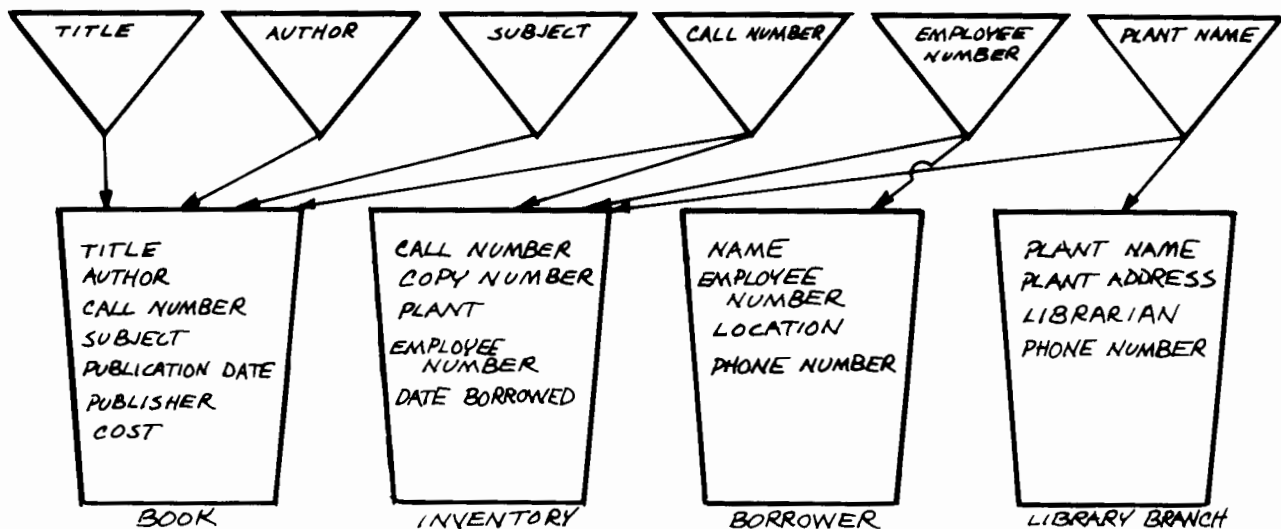 TITLE
AUTHOR
SUBJECT
CALL NUMBER
EMPLOYEE
NUMBER
PLANT NAME
TITLE
AUTHOR
CALL NUMBER
SUBJECT
PUBLICATION DATE
PUBLISHER
COST
BOOK
CALL NUMBER
COPY NUMBER
PLANT
EMPLOYEE
NUMBER
DATE BORROWED
INVENTORY
NAME
EMPLOYEE
NUMBER
LOCATION
PHONE NUMBER
BORROWER
PLANT NAME
PLANT ADDRESS
LIBRARIAN
PHONE NUMBER
LIBRARY BRANCH